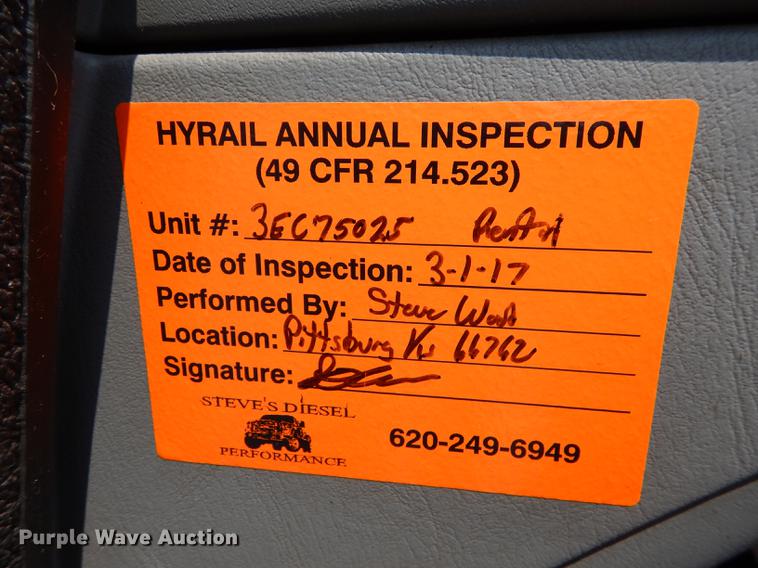 HYRAIL ANNUAL INSPECTION
(49 CFR 214.523)
Unit #: 3EC75025 Rental
Date of Inspection: 3-1-17
Performed By: Steve
Location: Pittsburg Ks 66762
Signature:
STEVE'S DIESEL
PERFORMANCE
620-249-6949
Purple Wave Auction